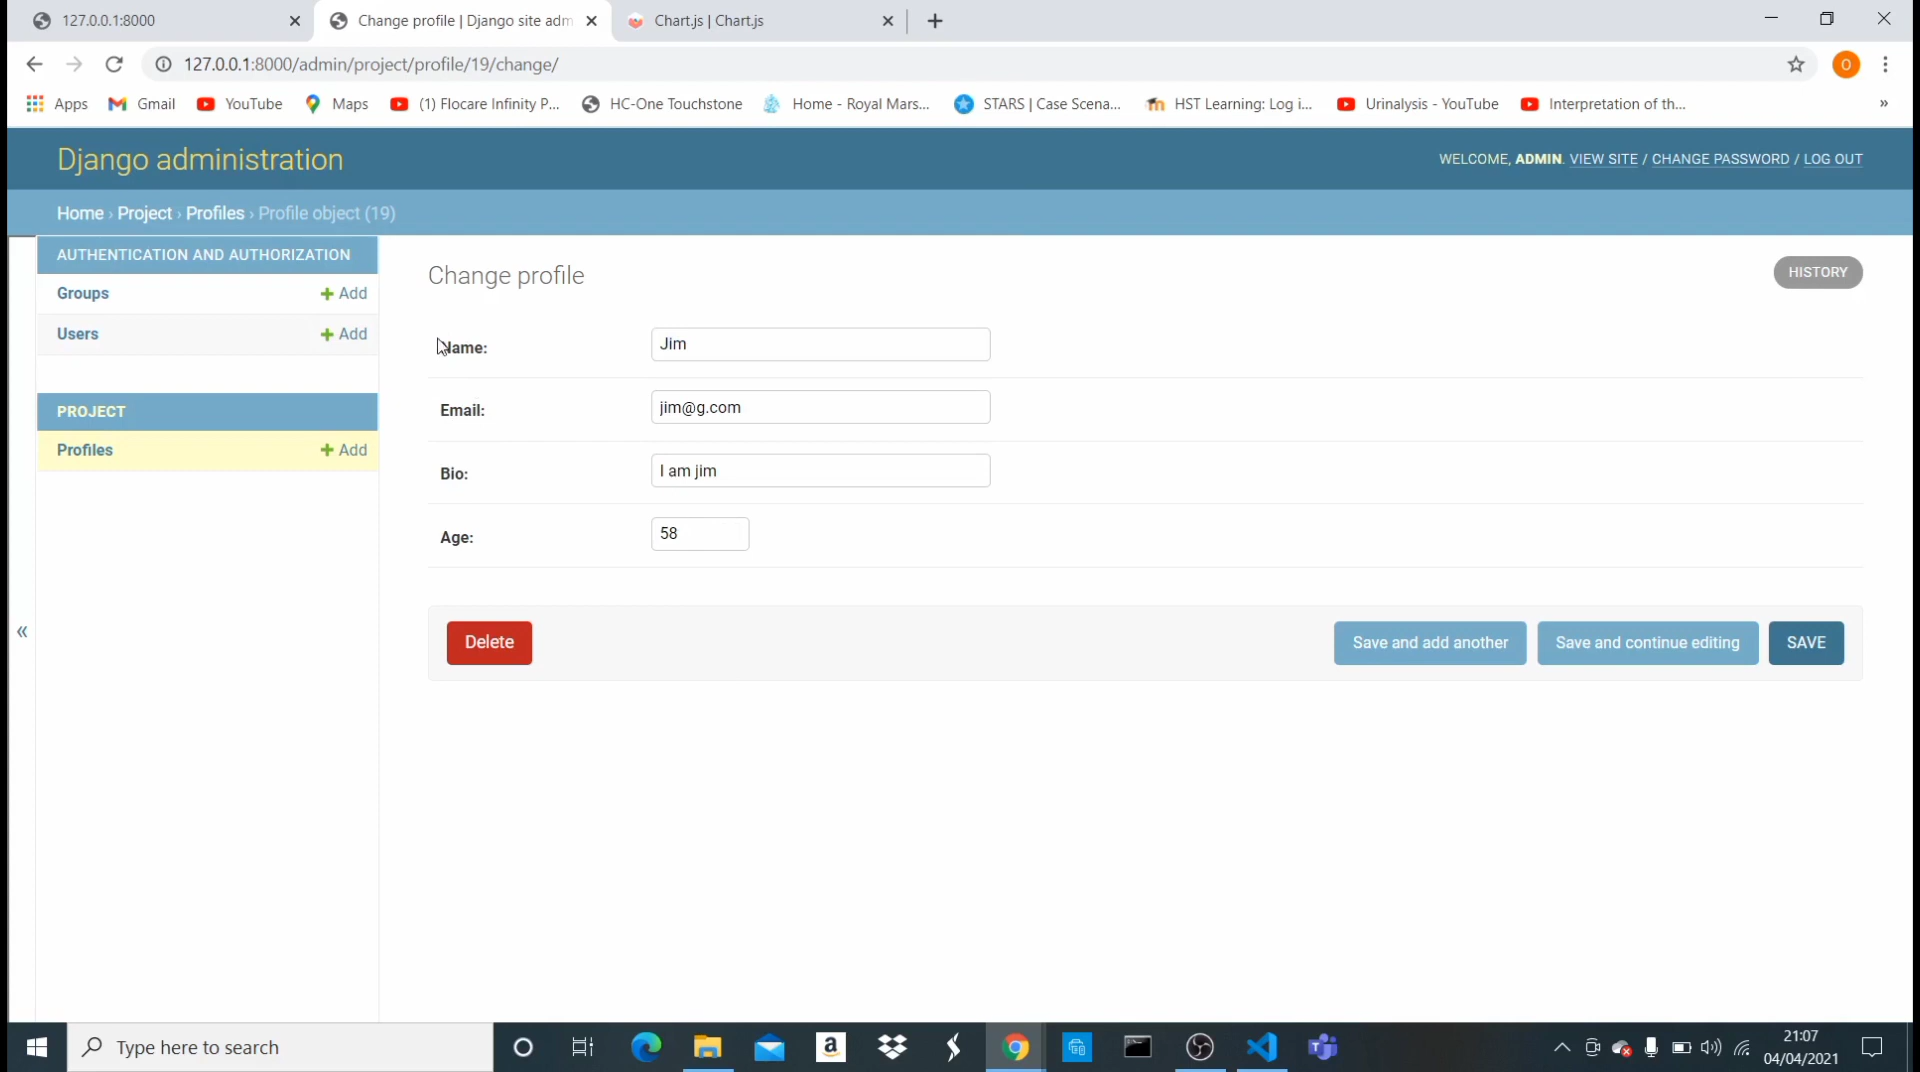 127.0.0.1:8000
Change profile | Django site adm
Chart.js | Chart.js
127.0.0.1:8000/admin/project/profile/19/change/
O
Apps Gmail YouTube Maps (1) Flocare Infinity P... HC-One Touchstone Home - Royal Mars... STARS | Case Scena... HST Learning: Log i... Urinalysis - YouTube Interpretation of th... »
Django administration
WELCOME, ADMIN. VIEW SITE / CHANGE PASSWORD / LOG OUT
Home › Project › Profiles › Profile object (19)
AUTHENTICATION AND AUTHORIZATION
Groups + Add
Users + Add
PROJECT
Profiles + Add
«
Change profile
HISTORY
Name: Jim
Email: jim@g.com
Bio: I am jim
Age: 58
Delete
Save and add another
Save and continue editing
SAVE
Type here to search
21:07
04/04/2021